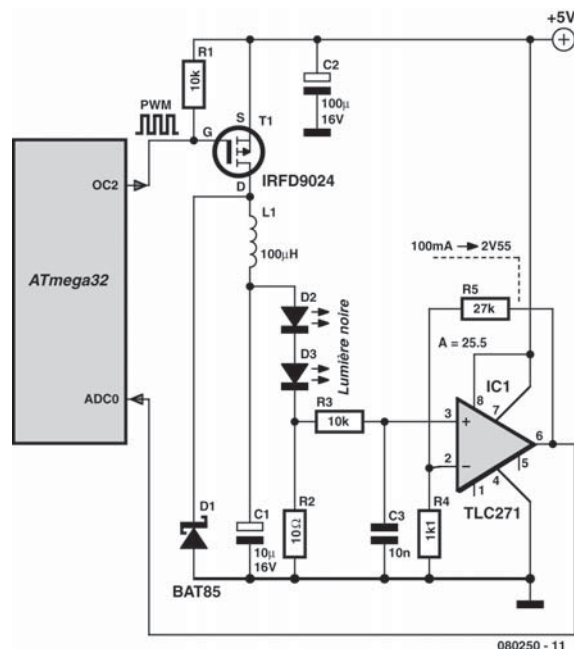 +5V
R1
10k
C2
100µ
16V
PWM
S
T1
G
IRFD9024
D
OC2
L1
100µH
100mA → 2V55
ATmega32
D2
R5
27k
Lumière noire
D3
A = 25.5
IC1
8
7
ADC0
R3
10k
3
+
6
2
−
5
4
1
R4
1k1
TLC271
D1
C1
10µ
16V
R2
10Ω
C3
10n
BAT85
080250 - 11